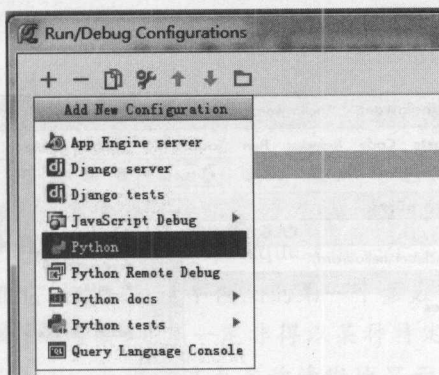 Run/Debug Configurations
Add New Configuration
App Engine server
Django server
Django tests
JavaScript Debug
Python
Python Remote Debug
Python docs
Python tests
Query Language Console